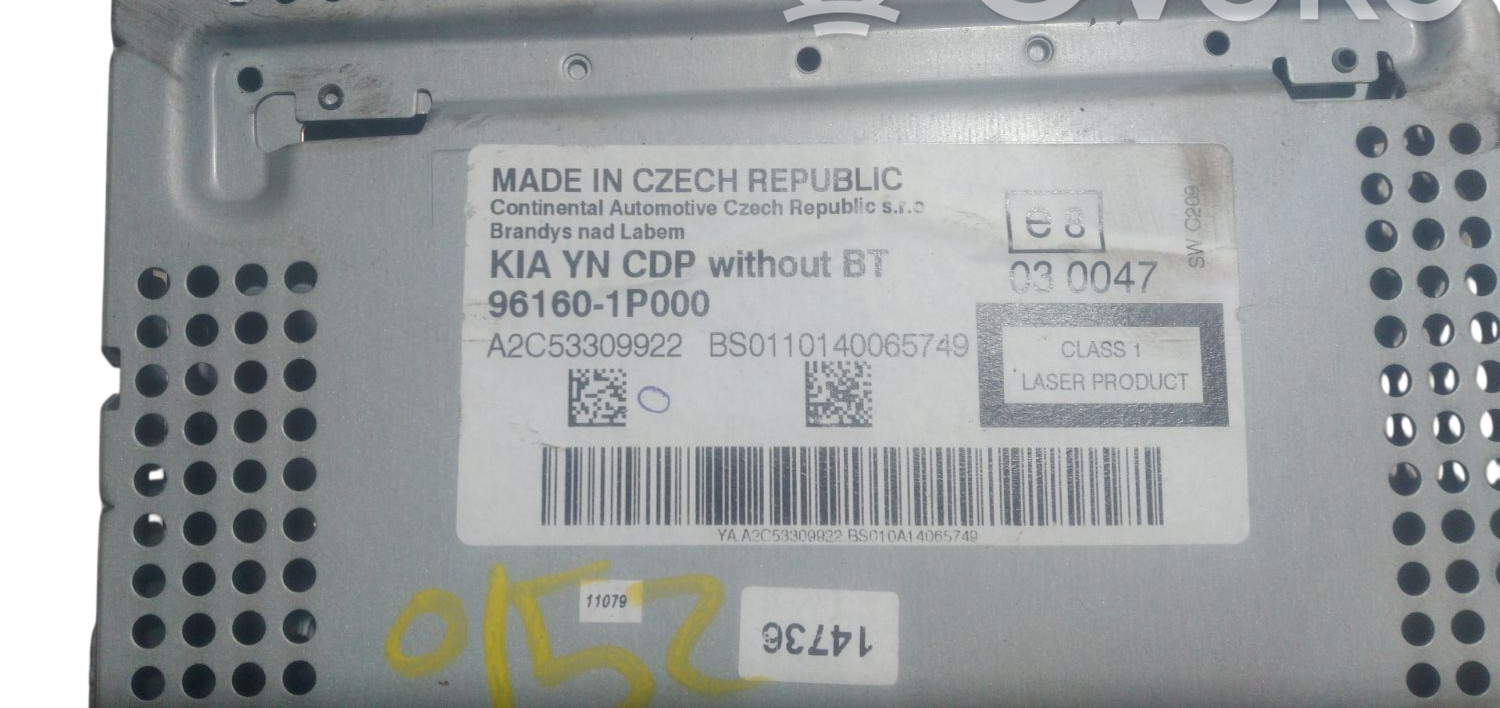 MADE IN CZECH REPUBLIC
Continental Automotive Czech Republic s.r.o
Brandys nad Labem
KIA YN CDP without BT
96160-1P000
A2C53309922 BS0110140065749
e 8
03 0047
SW C209
CLASS 1
LASER PRODUCT
YA A2C53309922 BS010A14065749
0152
11079
14736